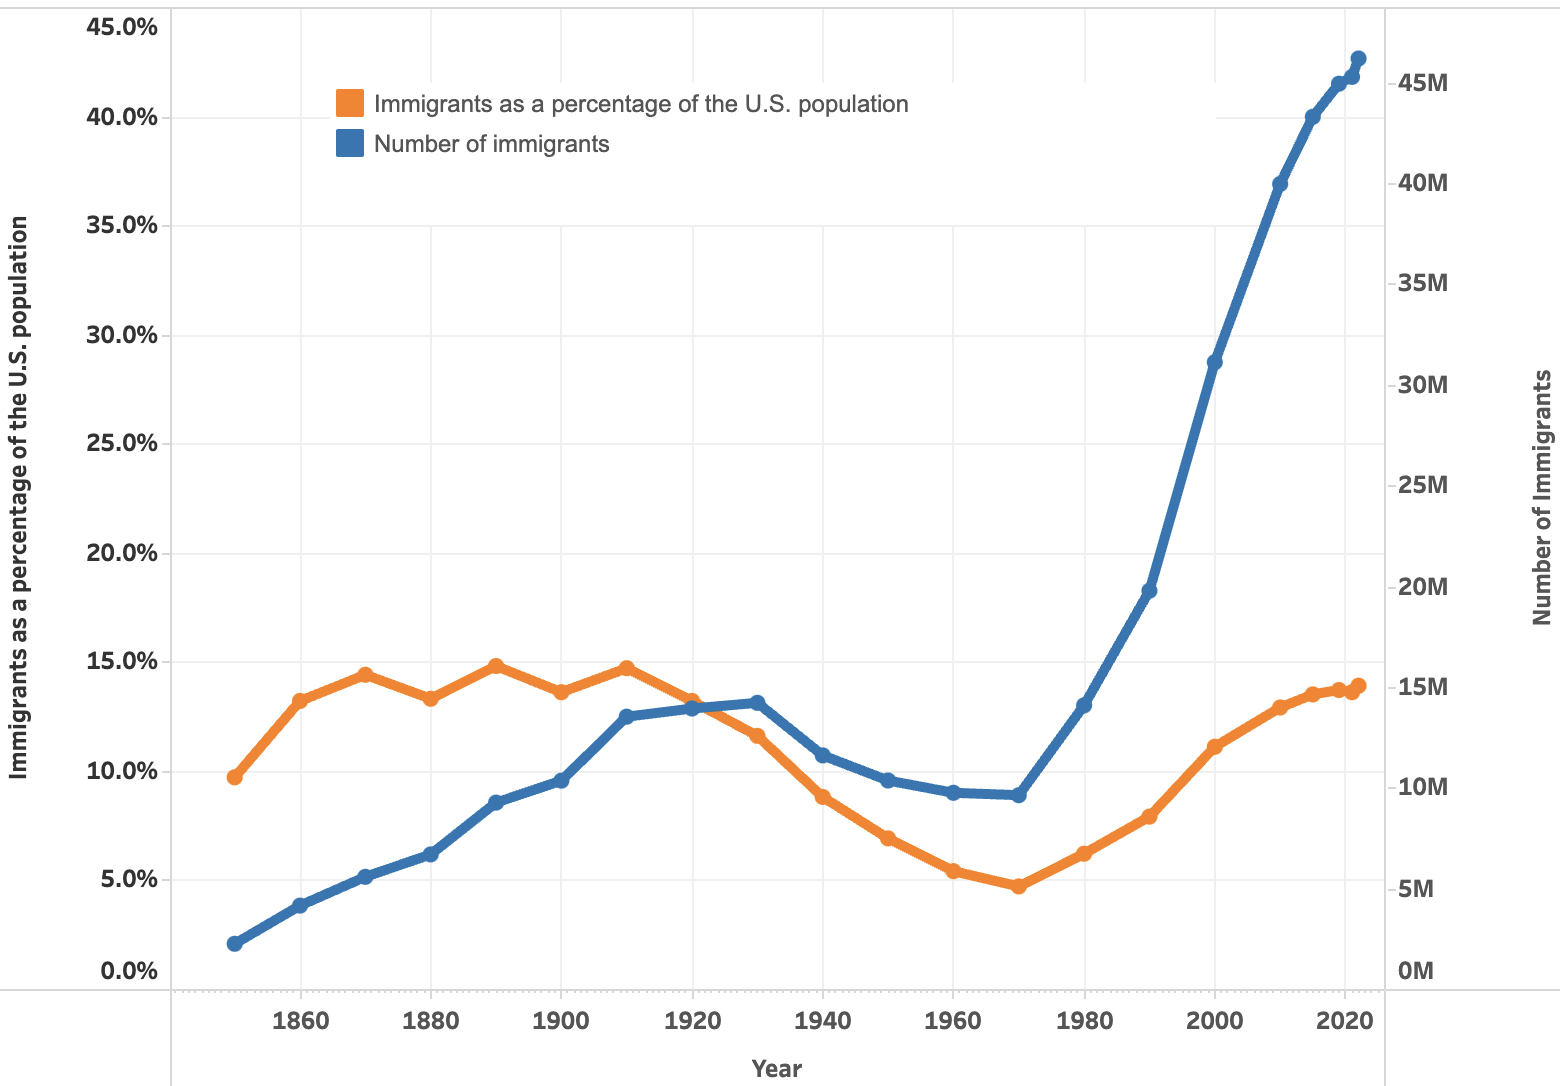 Immigrants as a percentage of the U.S. population
Number of immigrants
45.0%
40.0%
35.0%
30.0%
25.0%
20.0%
15.0%
10.0%
5.0%
0.0%
Immigrants as a percentage of the U.S. population
45M
40M
35M
30M
25M
20M
15M
10M
5M
0M
Number of Immigrants
1860 1880 1900 1920 1940 1960 1980 2000 2020
Year